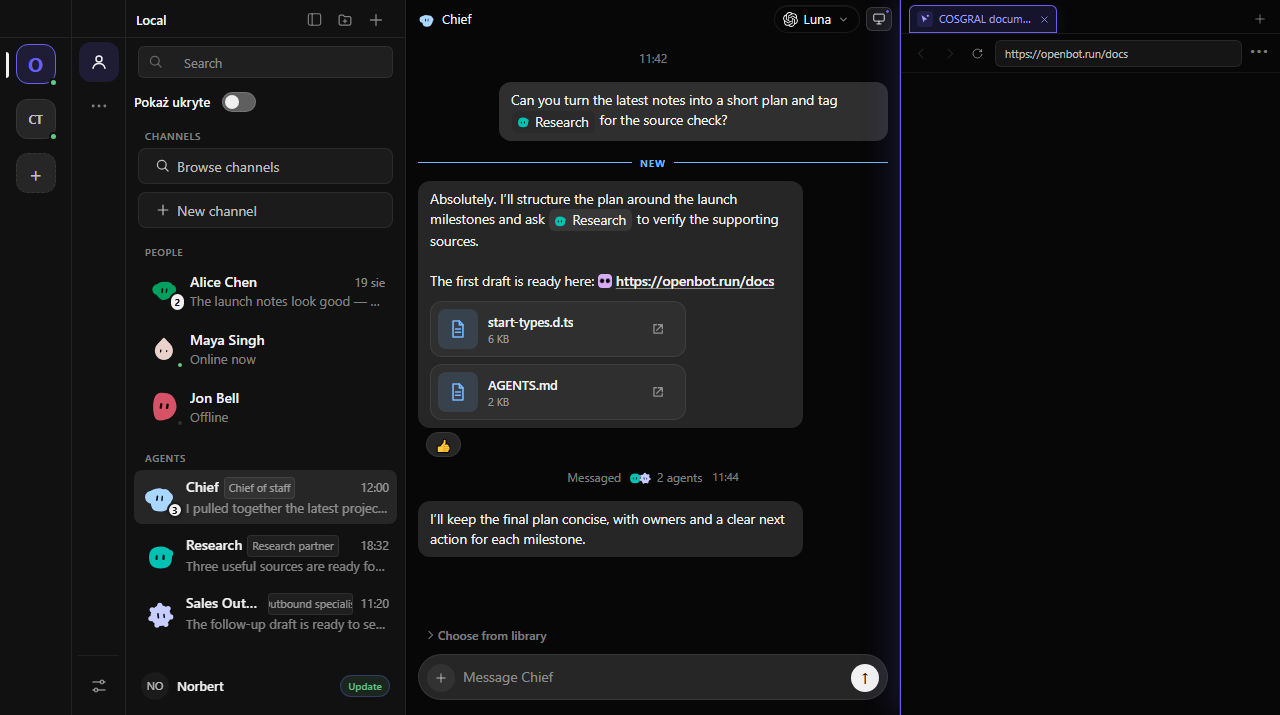 O
CT
+
Local
Search
Pokaż ukryte
CHANNELS
Browse channels
New channel
PEOPLE
Alice Chen
19 sie
2
The launch notes look good — ...
Maya Singh
Online now
Jon Bell
Offline
AGENTS
Chief
Chief of staff
12:00
3
I pulled together the latest projec...
Research
Research partner
18:32
Three useful sources are ready fo...
Sales Out...
utbound speciali
11:20
The follow-up draft is ready to se...
NO
Norbert
Update
Chief
Luna
11:42
Can you turn the latest notes into a short plan and tag
Research for the source check?
NEW
Absolutely. I'll structure the plan around the launch
milestones and ask Research to verify the supporting
sources.
The first draft is ready here: https://openbot.run/docs
start-types.d.ts
6 KB
AGENTS.md
2 KB
👍
Messaged 2 agents 11:44
I'll keep the final plan concise, with owners and a clear next
action for each milestone.
Choose from library
Message Chief
COSGRAL docum...
https://openbot.run/docs